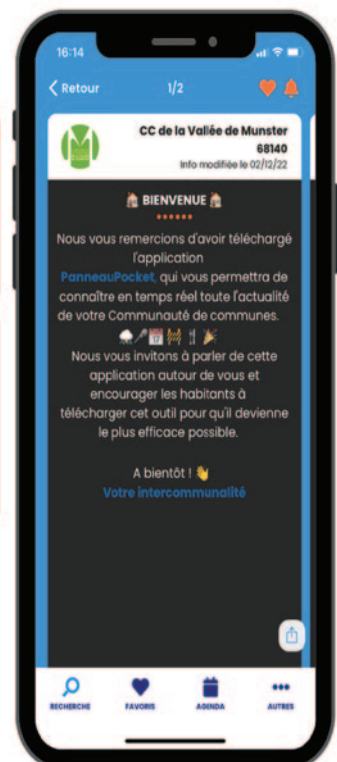 16:14
Retour
1/2
CC de la Vallée de Munster
68140
Info modifiée le 02/12/22
BIENVENUE
Nous vous remercions d'avoir téléchargé
l'application
PanneauPocket, qui vous permettra de
connaître en temps réel toute l'actualité
de votre Communauté de communes.
Nous vous invitons à parler de cette
application autour de vous et
encourager les habitants à
télécharger cet outil pour qu'il devienne
le plus efficace possible.
A bientôt !
Votre intercommunalité
RECHERCHE
FAVORIS
AGENDA
AUTRES